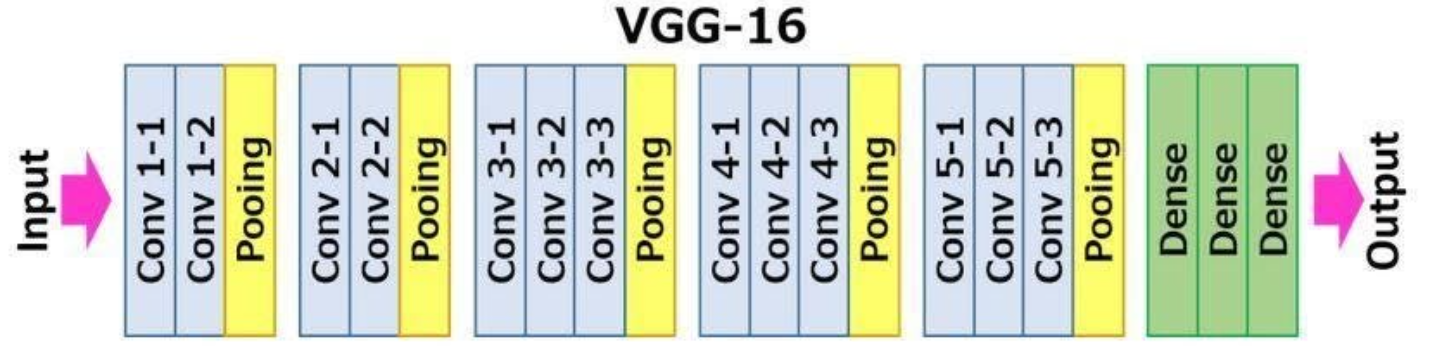 VGG-16
Input
Conv 1-1
Conv 1-2
Pooing
Conv 2-1
Conv 2-2
Pooing
Conv 3-1
Conv 3-2
Conv 3-3
Pooing
Conv 4-1
Conv 4-2
Conv 4-3
Pooing
Conv 5-1
Conv 5-2
Conv 5-3
Pooing
Dense
Dense
Dense
Output